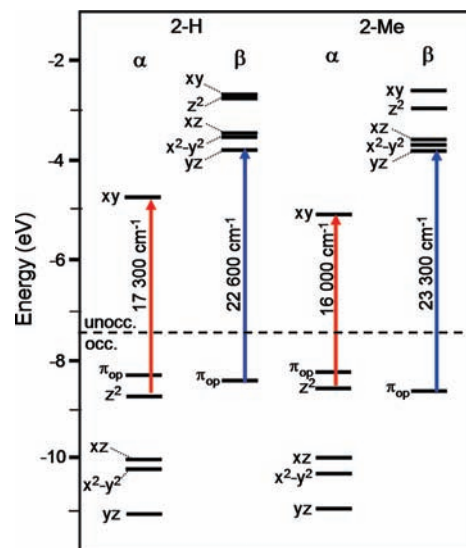 2-H 2-Me
α β α β
Energy (eV)
-2
-4
-6
-8
-10
xy
z²
xz
x²-y²
yz
xy
17 300 cm⁻¹
22 600 cm⁻¹
unocc.
occ.
πop
z²
πop
xz
x²-y²
yz
xy
z²
xz
x²-y²
yz
xy
16 000 cm⁻¹
23 300 cm⁻¹
πop
z²
πop
xz
x²-y²
yz